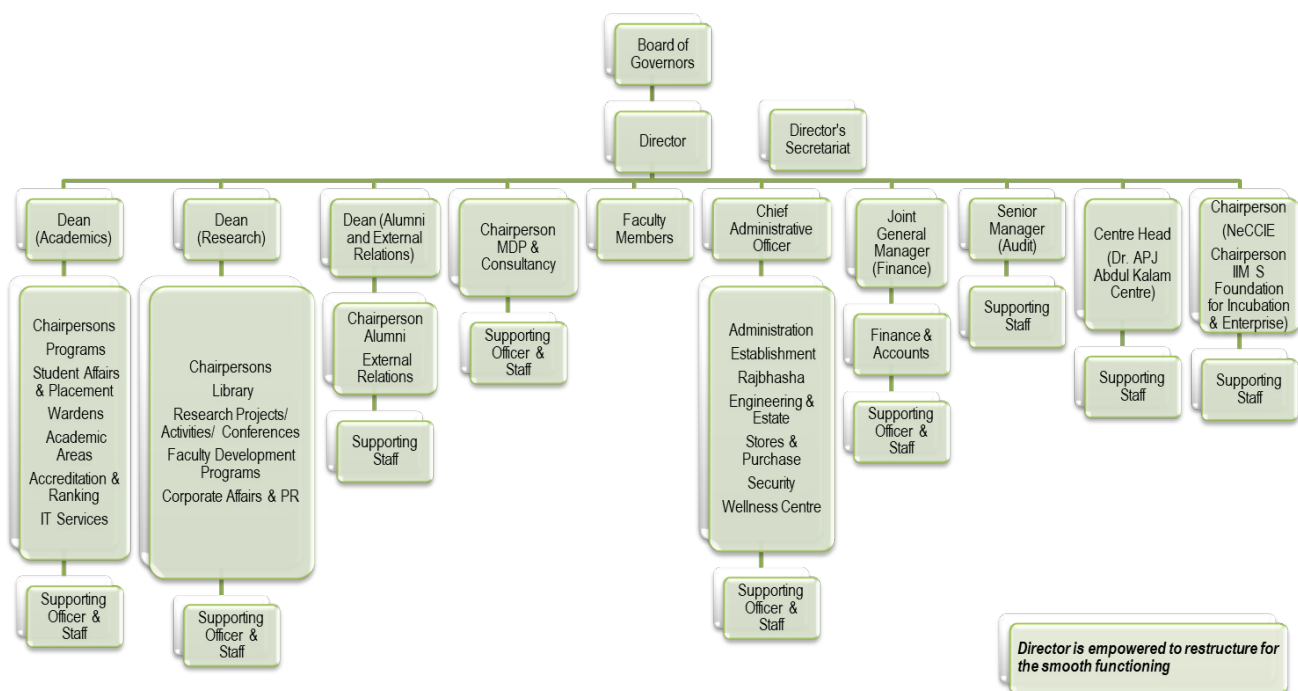 Board of
Governors
Director
Director's
Secretariat
Dean
(Academics)
Dean
(Research)
Dean (Alumni
and External
Relations)
Chairperson
MDP &
Consultancy
Faculty
Members
Chief
Administrative
Officer
Joint
General
Manager
(Finance)
Senior
Manager
(Audit)
Centre Head
(Dr. APJ
Abdul Kalam
Centre)
Chairperson
(NeCCIE)
Chairperson
IIM S
Foundation
for Incubation
& Enterprise)
Chairpersons
Programs
Student Affairs
& Placement
Wardens
Academic
Areas
Accreditation &
Ranking
IT Services
Chairpersons
Library
Research Projects/
Activities/ Conferences
Faculty Development
Programs
Corporate Affairs & PR
Chairperson
Alumni
External
Relations
Supporting
Officer &
Staff
Administration
Establishment
Rajbhasha
Engineering &
Estate
Stores &
Purchase
Security
Wellness Centre
Finance &
Accounts
Supporting
Staff
Supporting
Staff
Supporting
Staff
Supporting
Staff
Supporting
Officer &
Staff
Supporting
Officer &
Staff
Supporting
Officer &
Staff
Supporting
Officer &
Staff
Director is empowered to restructure for
the smooth functioning